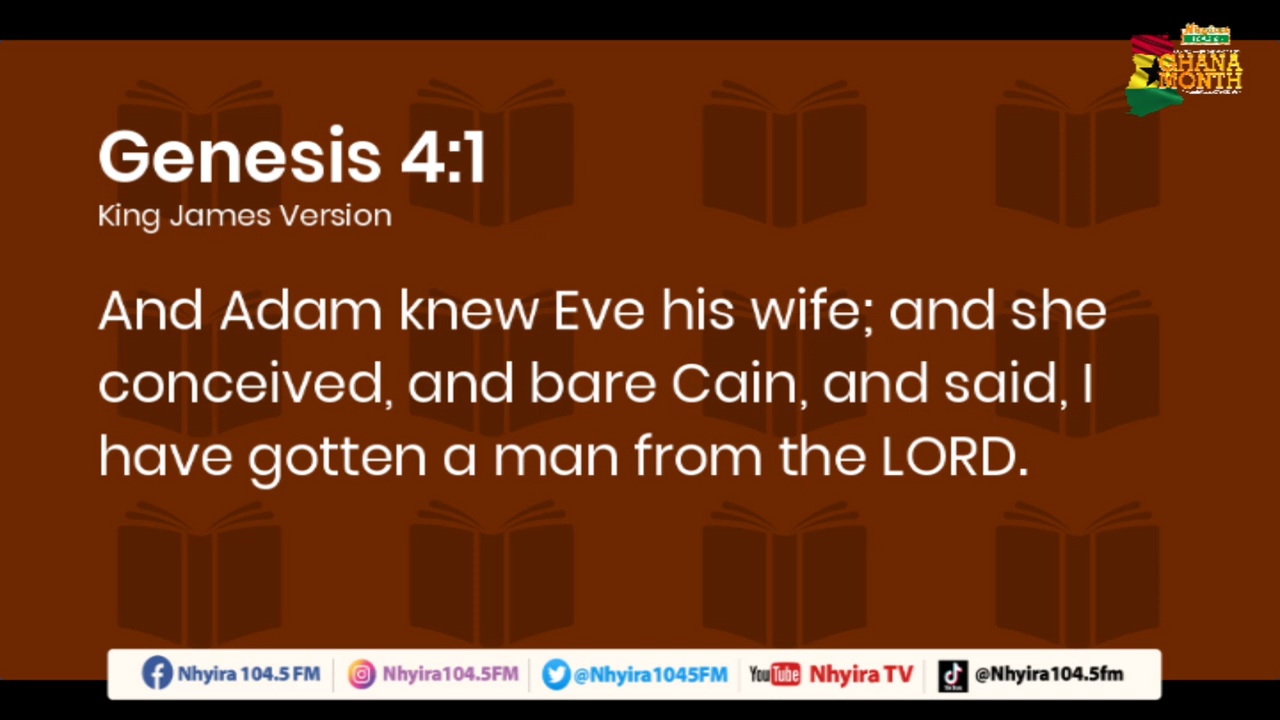 GHANA
MONTH
Genesis 4:1
King James Version
And Adam knew Eve his wife; and she
conceived, and bare Cain, and said, I
have gotten a man from the LORD.
Nhyira 104.5 FM Nhyira104.5FM @Nhyira1045FM YouTube Nhyira TV @Nhyira104.5fm